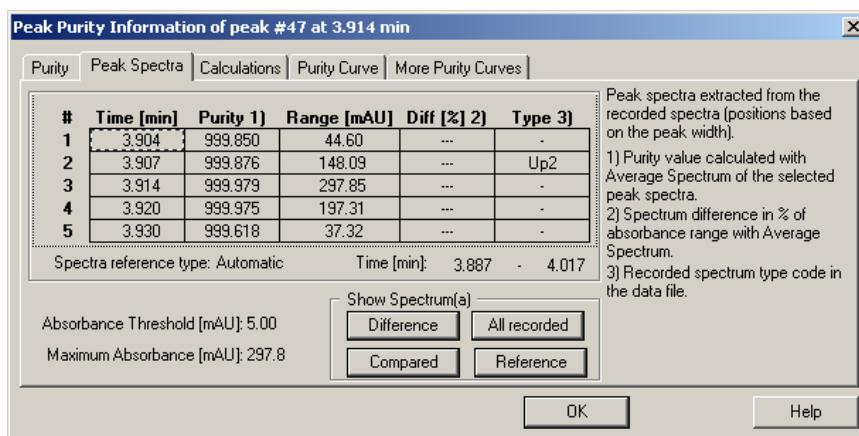 Peak Purity Information of peak #47 at 3.914 min
Purity Peak Spectra Calculations Purity Curve More Purity Curves
# Time [min] Purity 1) Range [mAU] Diff [%] 2) Type 3)
1 3.904 999.850 44.60 --- -
2 3.907 999.876 148.09 --- Up2
3 3.914 999.979 297.85 --- -
4 3.920 999.975 197.31 --- -
5 3.930 999.618 37.32 --- -
Spectra reference type: Automatic Time [min]: 3.887 - 4.017
Absorbance Threshold [mAU]: 5.00
Maximum Absorbance [mAU]: 297.8
Show Spectrum(a)
Difference All recorded
Compared Reference
Peak spectra extracted from the
recorded spectra (positions based
on the peak width).
1) Purity value calculated with
Average Spectrum of the selected
peak spectra.
2) Spectrum difference in % of
absorbance range with Average
Spectrum.
3) Recorded spectrum type code in
the data file.
OK Help